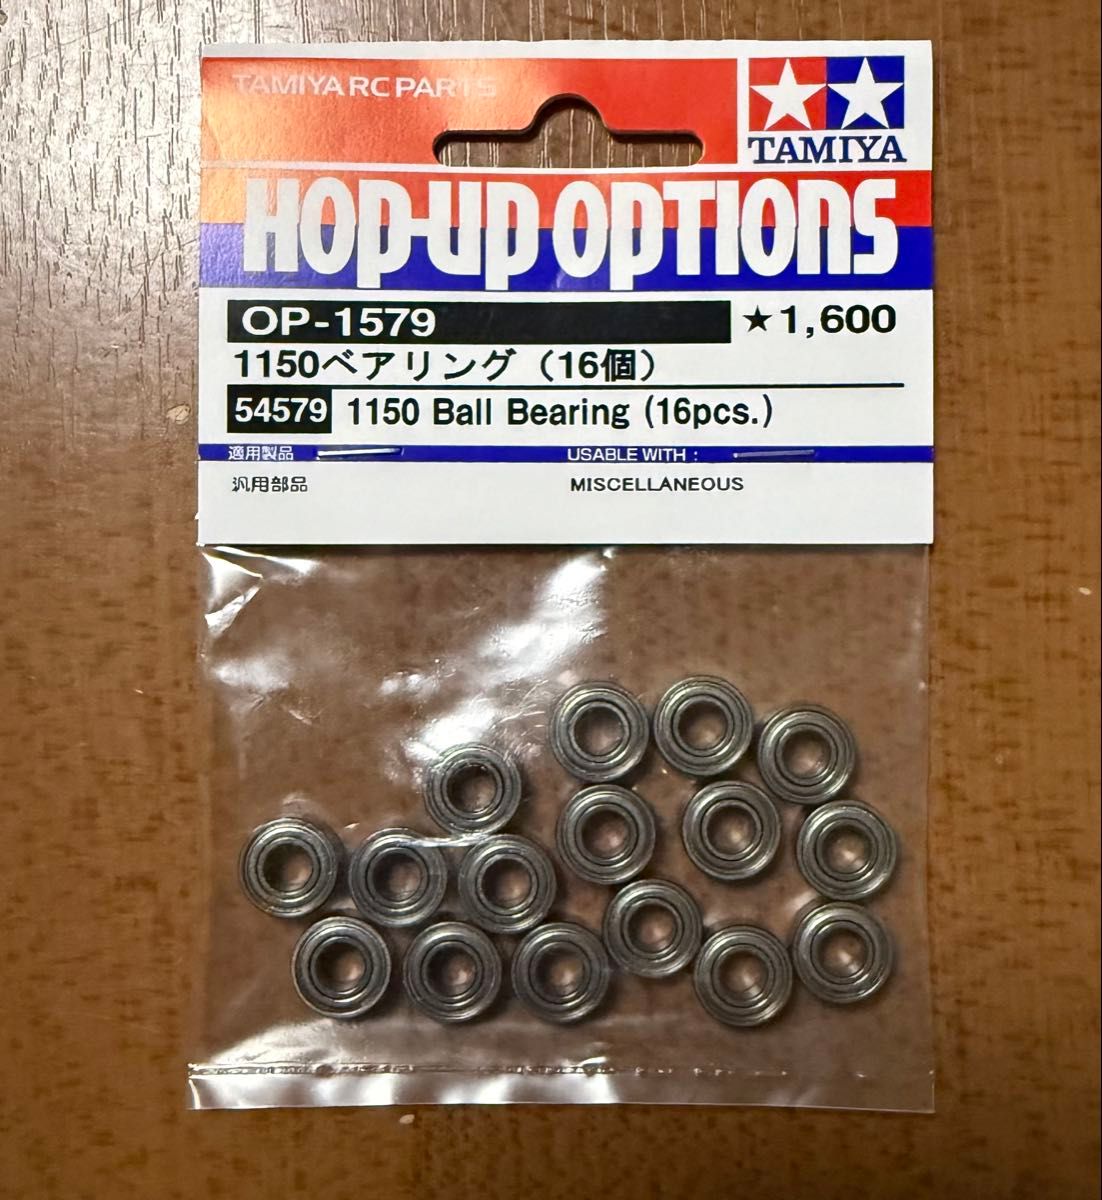 TAMIYA RC PARTS
TAMIYA
HOP-UP OPTIONS
OP-1579 ★1,600
1150ベアリング（16個）
54579 1150 Ball Bearing (16pcs.)
適用製品 USABLE WITH :
汎用部品 MISCELLANEOUS